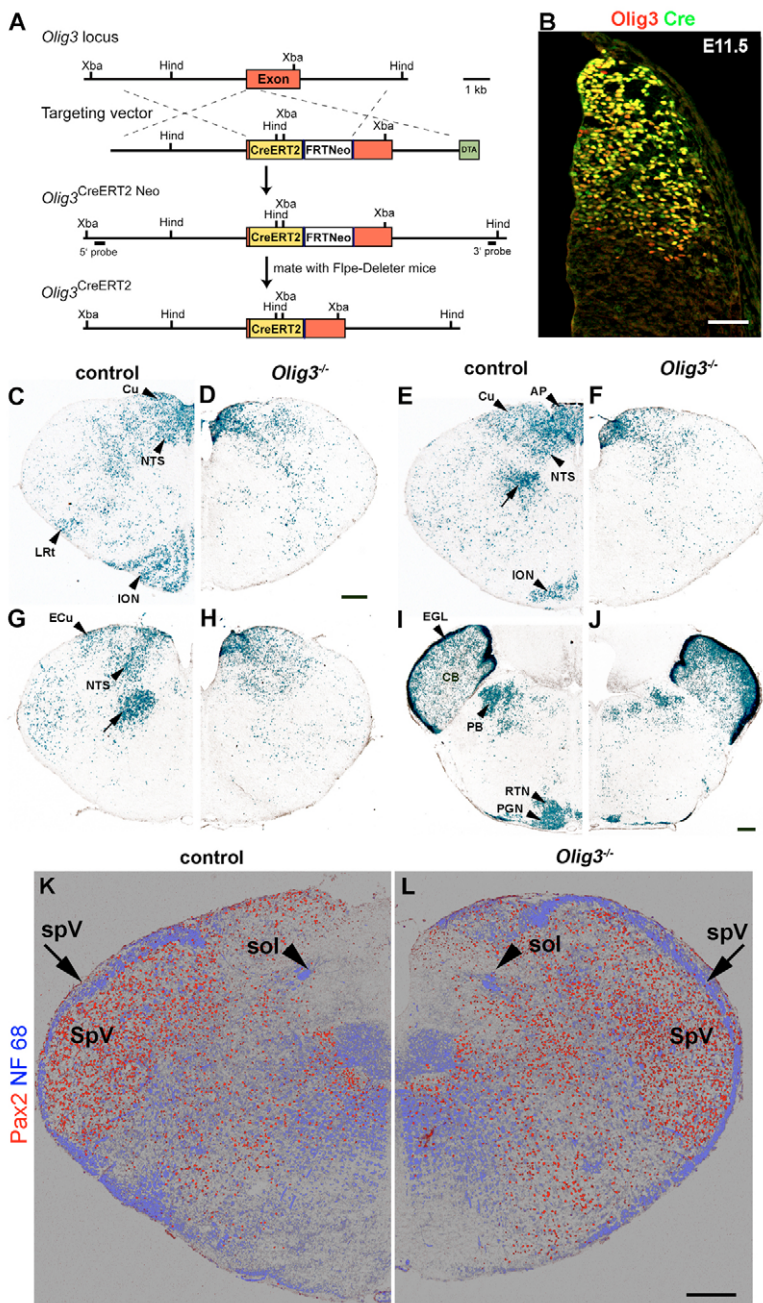 A
B
Olig3 Cre
Olig3 locus
E11.5
Xba Hind Xba Hind
Exon
1 kb
Targeting vector
Hind Hind Xba Xba
CreERT2 FRTNeo DTA
Olig3CreERT2 Neo
Xba Hind Hind Xba Xba Hind
CreERT2 FRTNeo
5' probe 3' probe
mate with Flpe-Deleter mice
Olig3CreERT2
Xba Hind Hind Xba Xba Hind
CreERT2
control Olig3-/- control Olig3-/-
C Cu D E Cu AP F
NTS NTS
LRt
ION ION
G ECu H I EGL J
NTS CB
PB
RTN
PGN
control Olig3-/-
K L
spV sol sol spV
SpV SpV
Pax2 NF 68